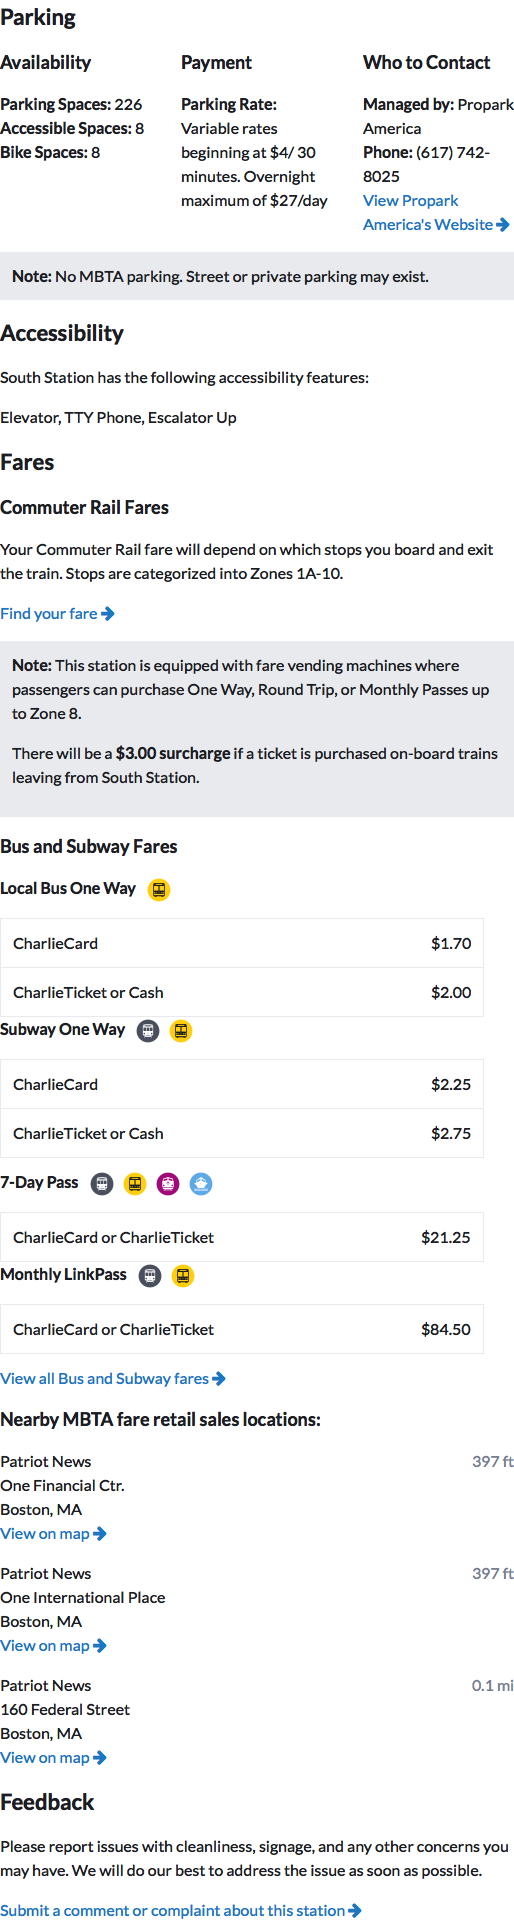 Parking
Availability
Parking Spaces: 226
Accessible Spaces: 8
Bike Spaces: 8
Payment
Parking Rate:
Variable rates
beginning at $4/ 30
minutes. Overnight
maximum of $27/day
Who to Contact
Managed by: Propark
America
Phone: (617) 742-
8025
View Propark
America's Website
Note: No MBTA parking. Street or private parking may exist.
Accessibility
South Station has the following accessibility features:
Elevator, TTY Phone, Escalator Up
Fares
Commuter Rail Fares
Your Commuter Rail fare will depend on which stops you board and exit
the train. Stops are categorized into Zones 1A-10.
Find your fare
Note: This station is equipped with fare vending machines where
passengers can purchase One Way, Round Trip, or Monthly Passes up
to Zone 8.
There will be a $3.00 surcharge if a ticket is purchased on-board trains
leaving from South Station.
Bus and Subway Fares
Local Bus One Way
CharlieCard $1.70
CharlieTicket or Cash $2.00
Subway One Way
CharlieCard $2.25
CharlieTicket or Cash $2.75
7-Day Pass
CharlieCard or CharlieTicket $21.25
Monthly LinkPass
CharlieCard or CharlieTicket $84.50
View all Bus and Subway fares
Nearby MBTA fare retail sales locations:
Patriot News 397 ft
One Financial Ctr.
Boston, MA
View on map
Patriot News 397 ft
One International Place
Boston, MA
View on map
Patriot News 0.1 mi
160 Federal Street
Boston, MA
View on map
Feedback
Please report issues with cleanliness, signage, and any other concerns you
may have. We will do our best to address the issue as soon as possible.
Submit a comment or complaint about this station